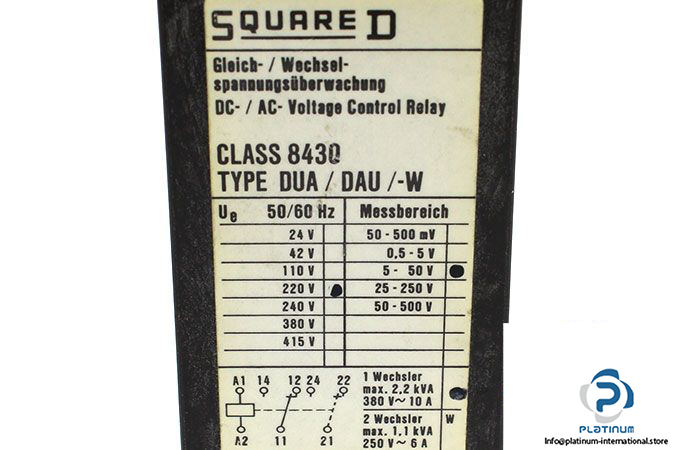 SQUARE D
Gleich- / Wechsel-
spannungsüberwachung
DC- / AC- Voltage Control Relay
CLASS 8430
TYPE DUA / DAU /-W
Ue 50/60 Hz Messbereich
24 V 50 - 500 mV
42 V 0,5 - 5 V
110 V 5 - 50 V
220 V 25 - 250 V
240 V 50 - 500 V
380 V
415 V
A1 14 12 24 22
1 Wechsler
max. 2,2 kVA
380 V~ 10 A
2 Wechsler W
max. 1,1 kVA
250 V ~ 6 A
A2 11 21
PLATINUM
Info@platinum-international.store